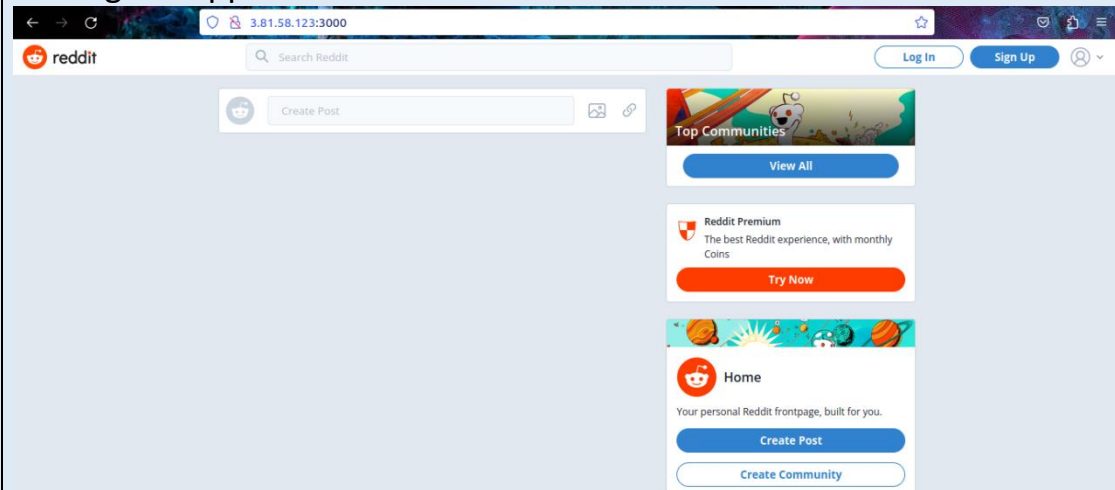 3.81.58.123:3000
reddit
Search Reddit
Log In
Sign Up
Create Post
Top Communities
View All
Reddit Premium
The best Reddit experience, with monthly
Coins
Try Now
Home
Your personal Reddit frontpage, built for you.
Create Post
Create Community